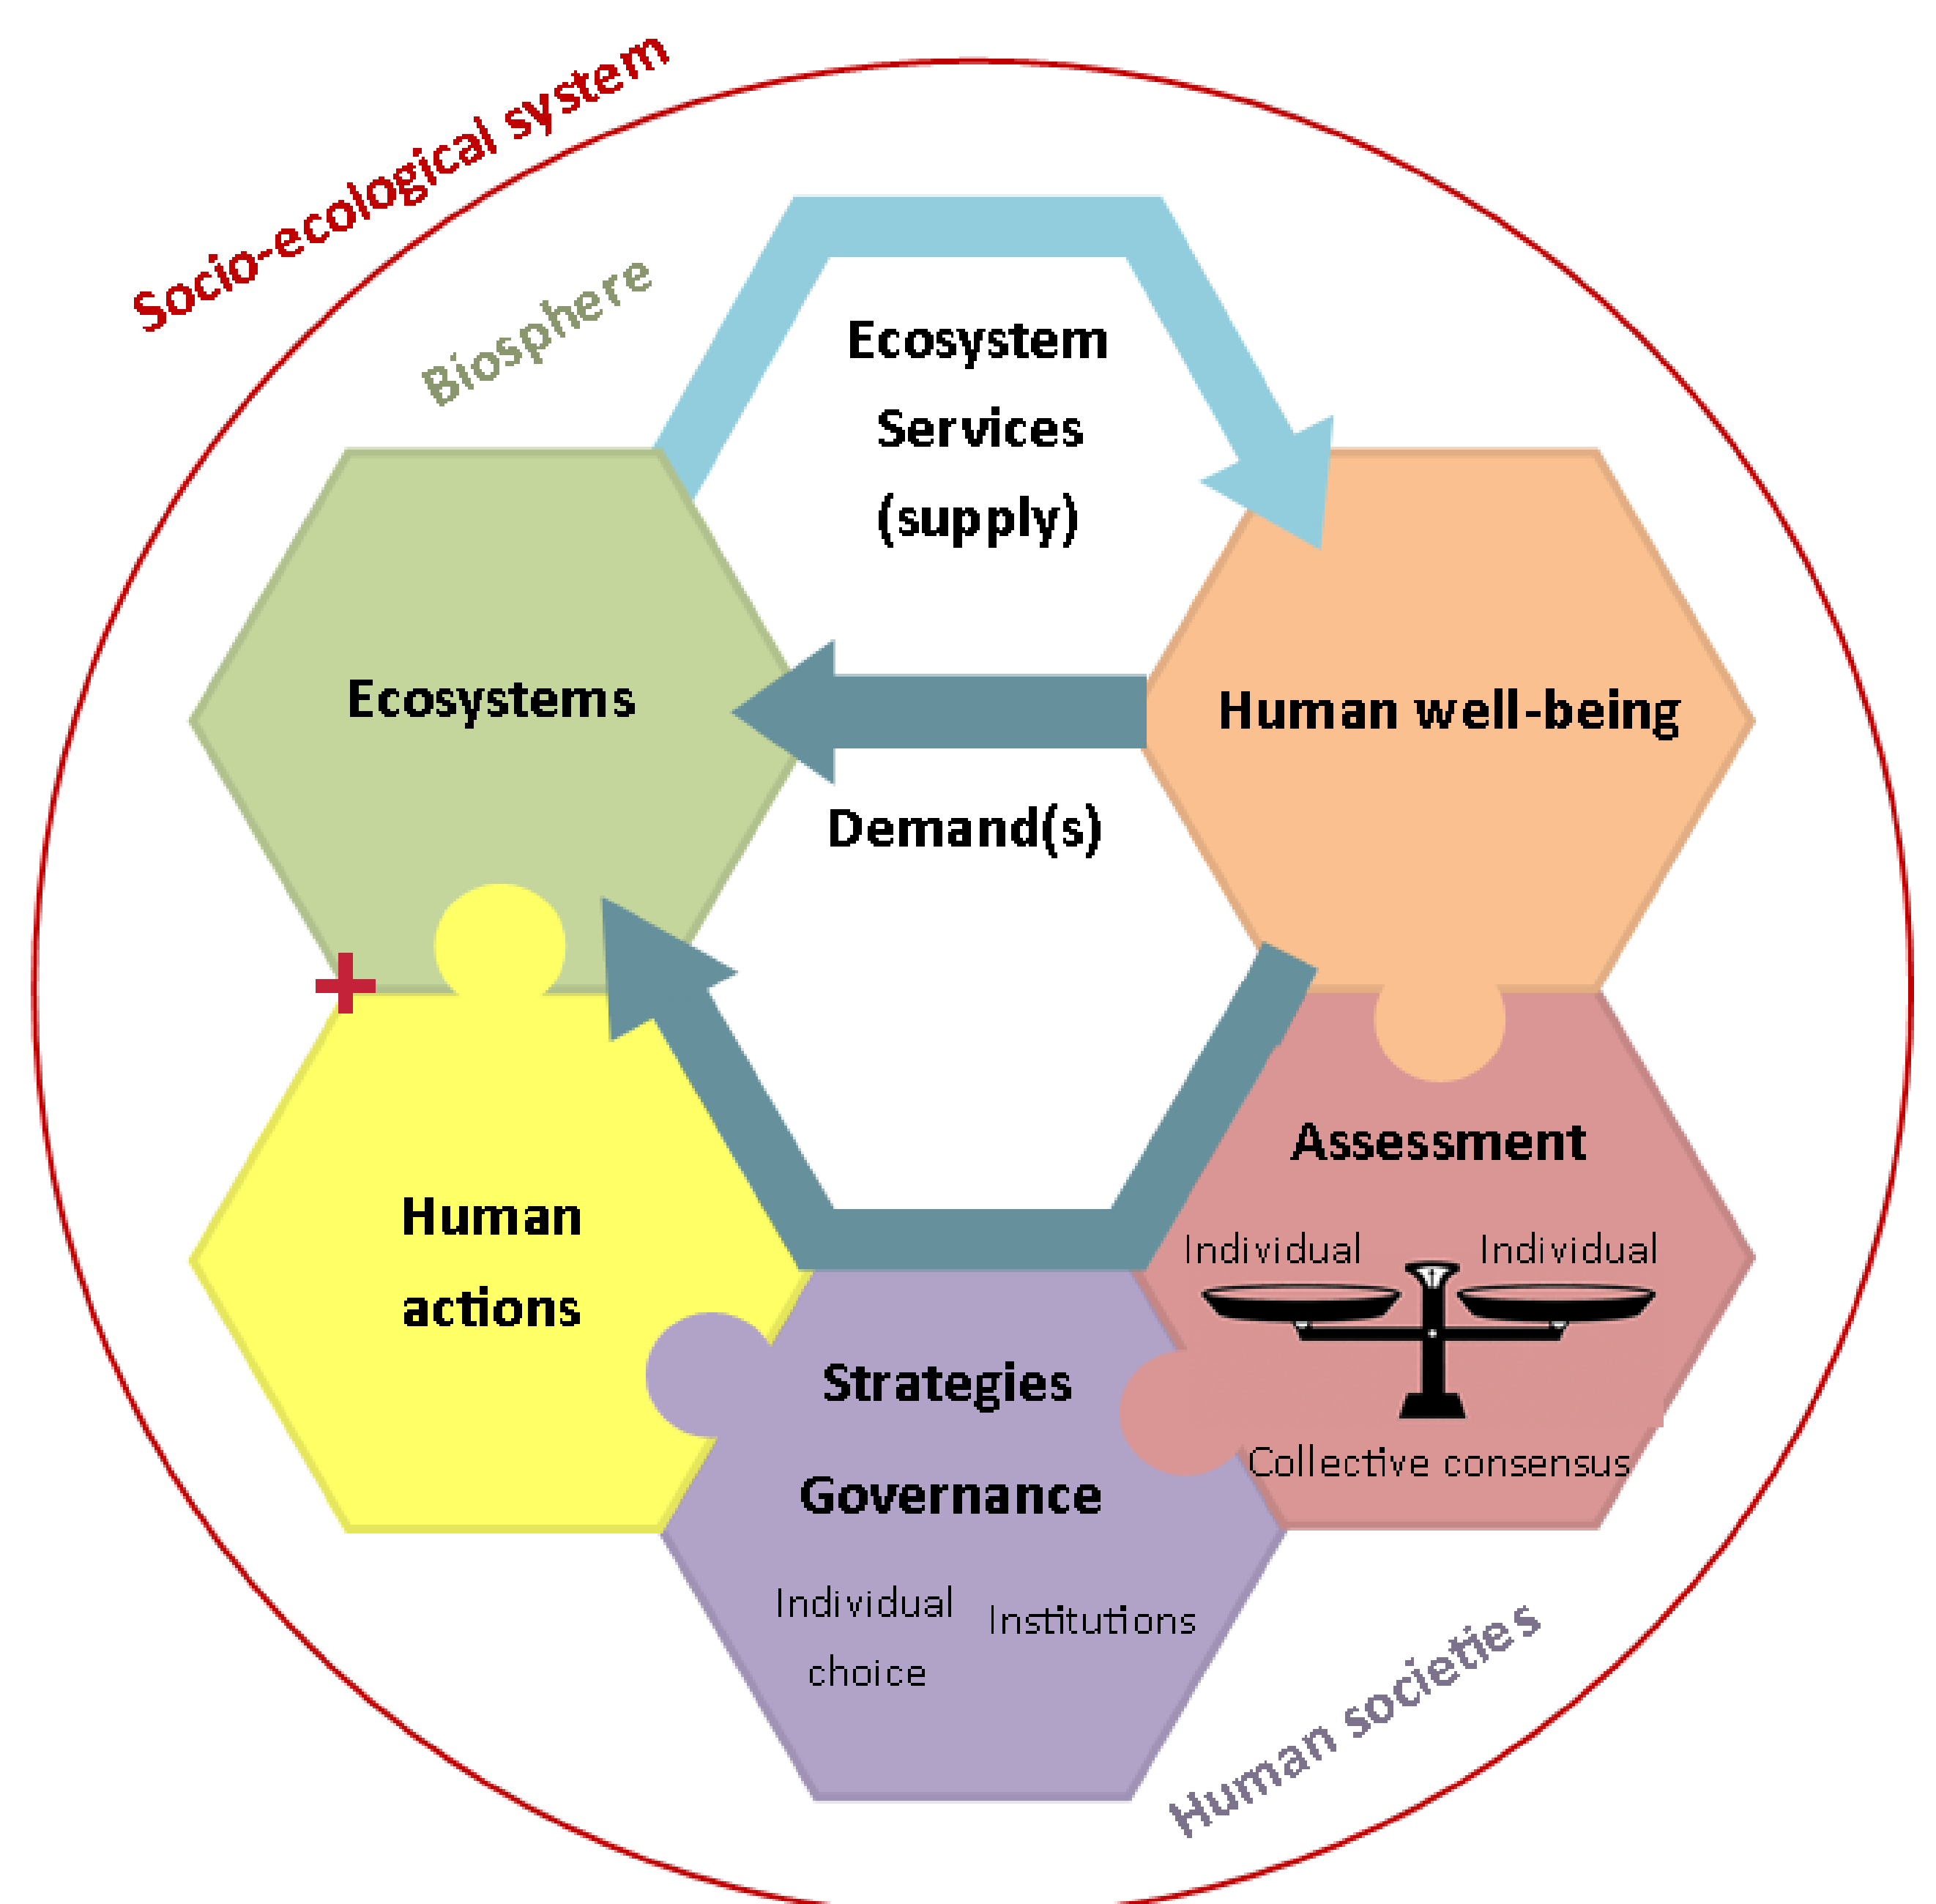 Socio-ecological system
Biosphere
Ecosystem
Services
(supply)
Ecosystems
Human well-being
Demand(s)
Assessment
Individual Individual
Collective consensus
Human
actions
Strategies
Governance
Individual
choice
Institutions
Human societies